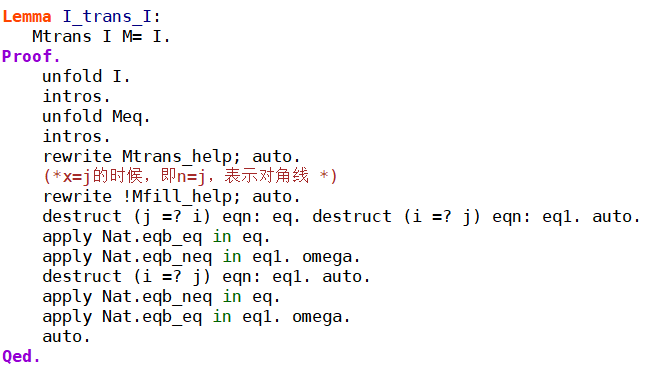 Lemma I_trans_I:
Mtrans I M= I.
Proof.
unfold I.
intros.
unfold Meq.
intros.
rewrite Mtrans_help; auto.
(*x=j的时候，即n=j，表示对角线 *)
rewrite !Mfill_help; auto.
destruct (j =? i) eqn: eq. destruct (i =? j) eqn: eq1. auto.
apply Nat.eqb_eq in eq.
apply Nat.eqb_neq in eq1. omega.
destruct (i =? j) eqn: eq1. auto.
apply Nat.eqb_neq in eq.
apply Nat.eqb_eq in eq1. omega.
auto.
Qed.